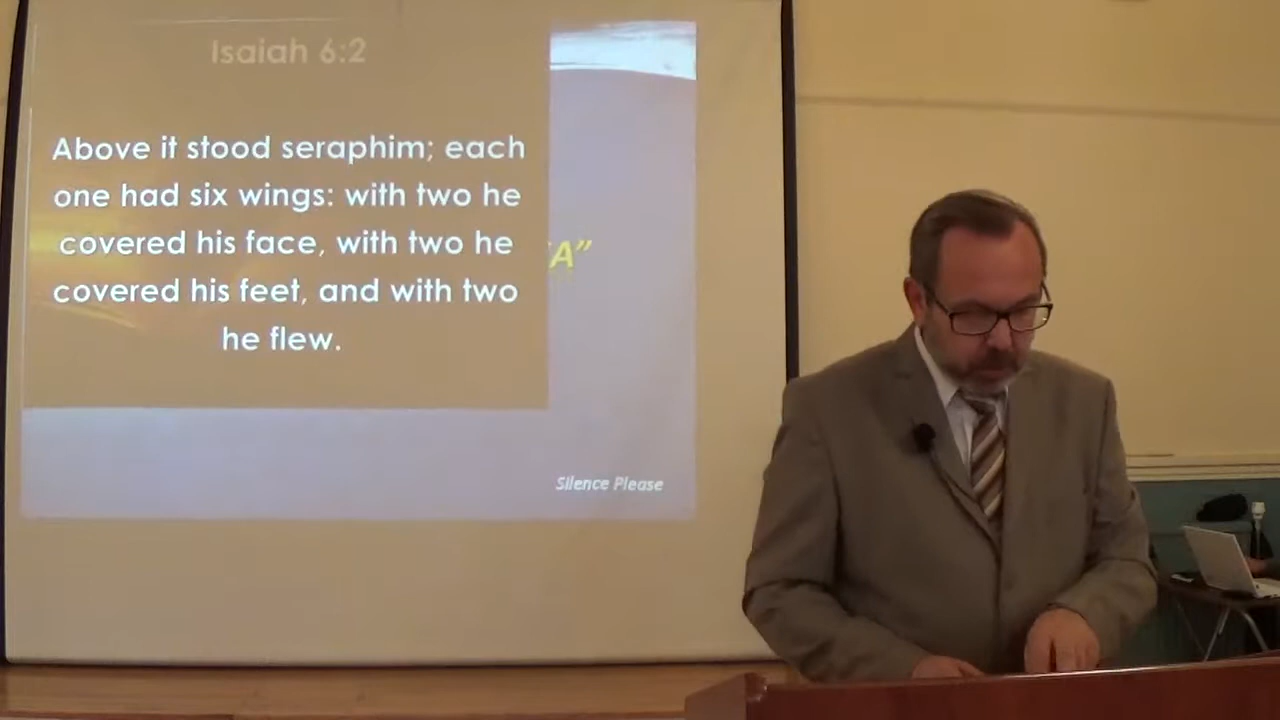 Isaiah 6:2
Above it stood seraphim; each
one had six wings: with two he
covered his face, with two he
covered his feet, and with two
he flew.
A”
Silence Please